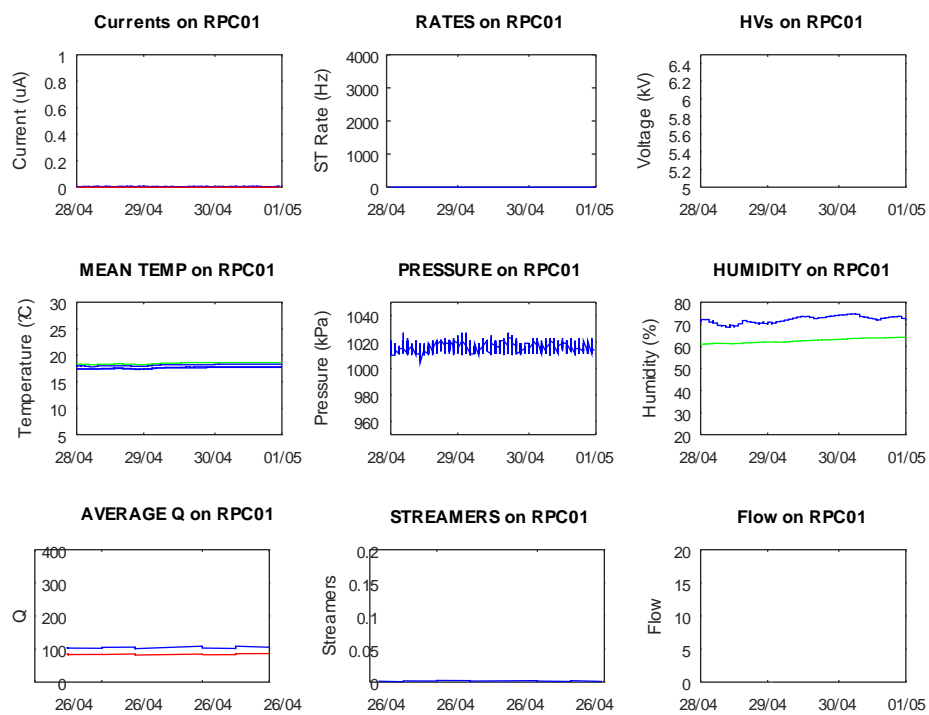 Currents on RPC01
RATES on RPC01
HVs on RPC01
Current (uA)
1
0.8
0.6
0.4
0.2
0
28/04 29/04 30/04 01/05
ST Rate (Hz)
4000
3000
2000
1000
0
28/04 29/04 30/04 01/05
Voltage (kV)
6.4
6.2
6
5.8
5.6
5.4
5.2
5
28/04 29/04 30/04 01/05
MEAN TEMP on RPC01
PRESSURE on RPC01
HUMIDITY on RPC01
Temperature (?C)
30
25
20
15
10
5
28/04 29/04 30/04 01/05
Pressure (kPa)
1040
1020
1000
980
960
28/04 29/04 30/04 01/05
Humidity (%)
80
70
60
50
40
30
20
28/04 29/04 30/04 01/05
AVERAGE Q on RPC01
STREAMERS on RPC01
Flow on RPC01
Q
400
300
200
100
0
26/04 26/04 26/04 26/04
Streamers
0.2
0.15
0.1
0.05
0
26/04 26/04 26/04 26/04 26/04
Flow
20
15
10
5
0
28/04 29/04 30/04 01/05